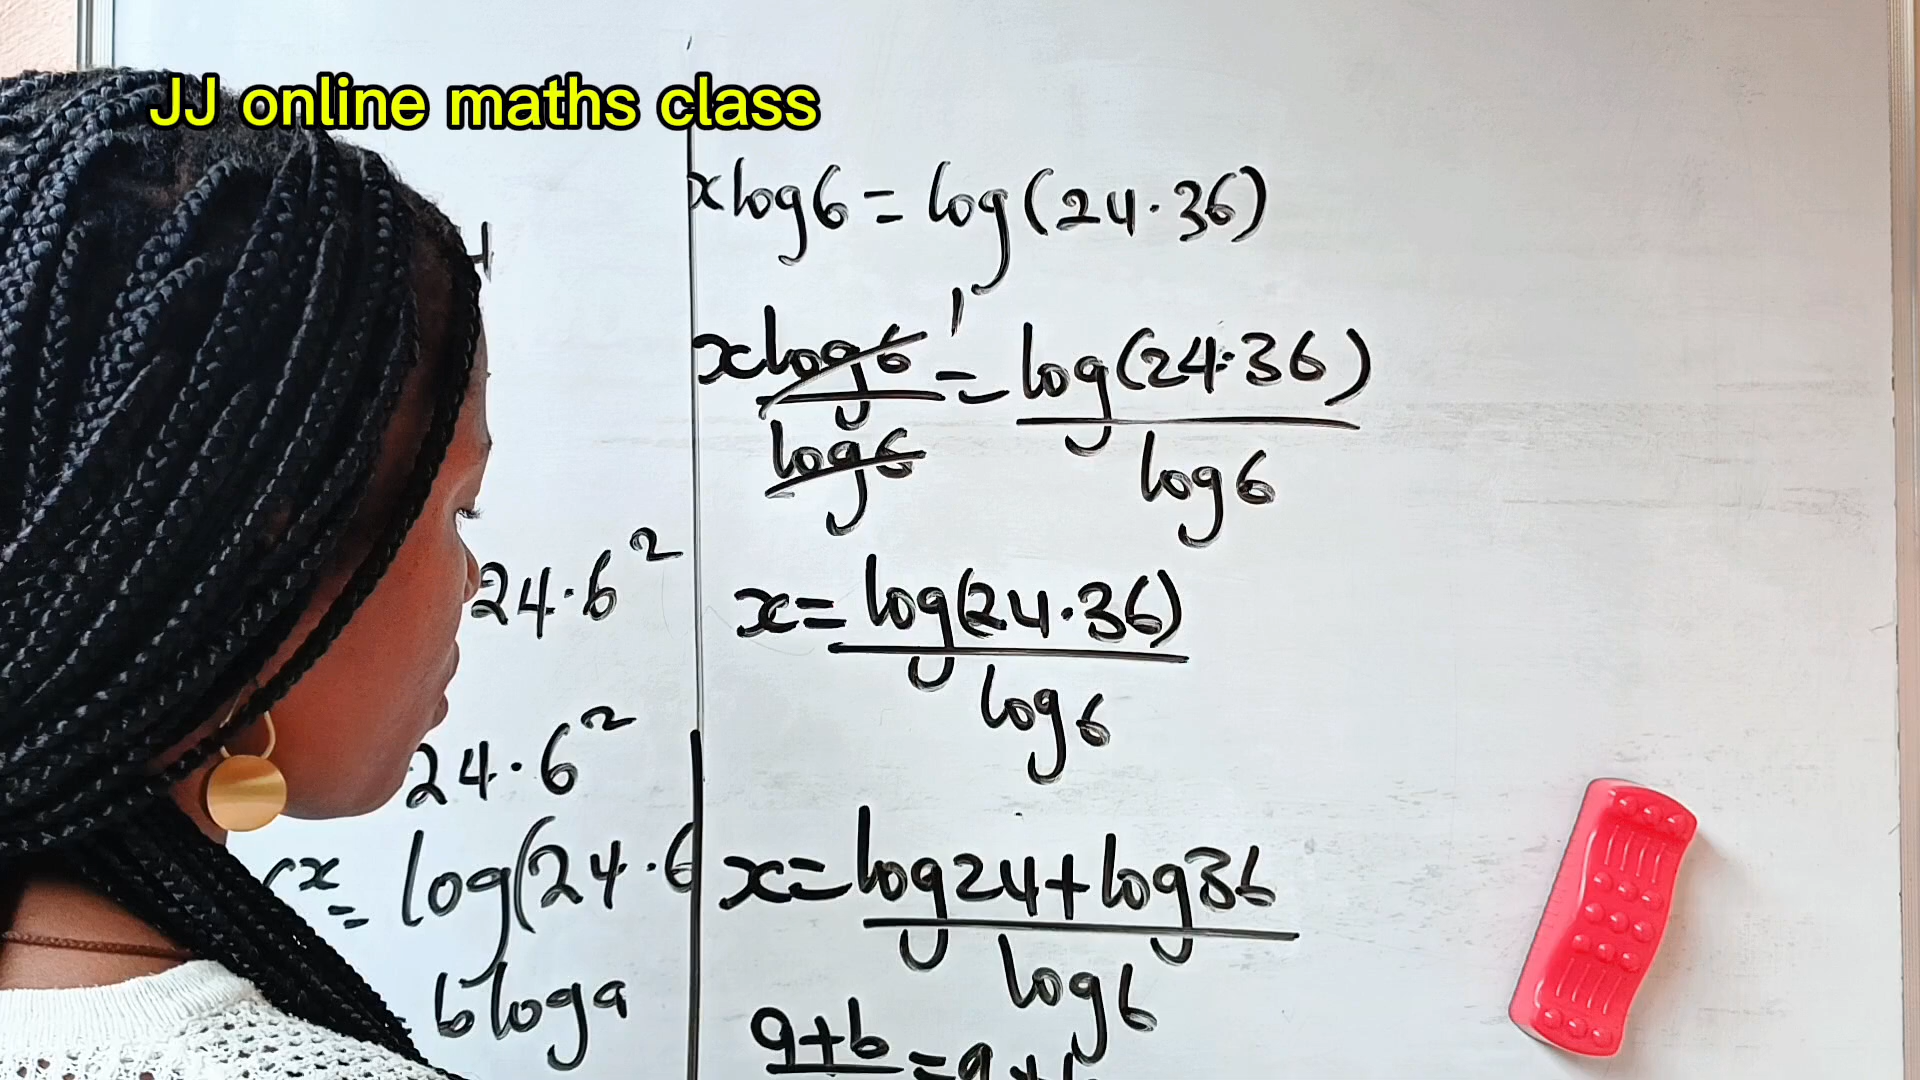 JJ online maths class
24·6²
24·6²
x = log(24·6
bloga
xlog6 = log(24·36)
xlog6 = log(24·36)
log6 log6
1
x = log(24·36)
log6
x = log24+log36
log6
a+b = a+